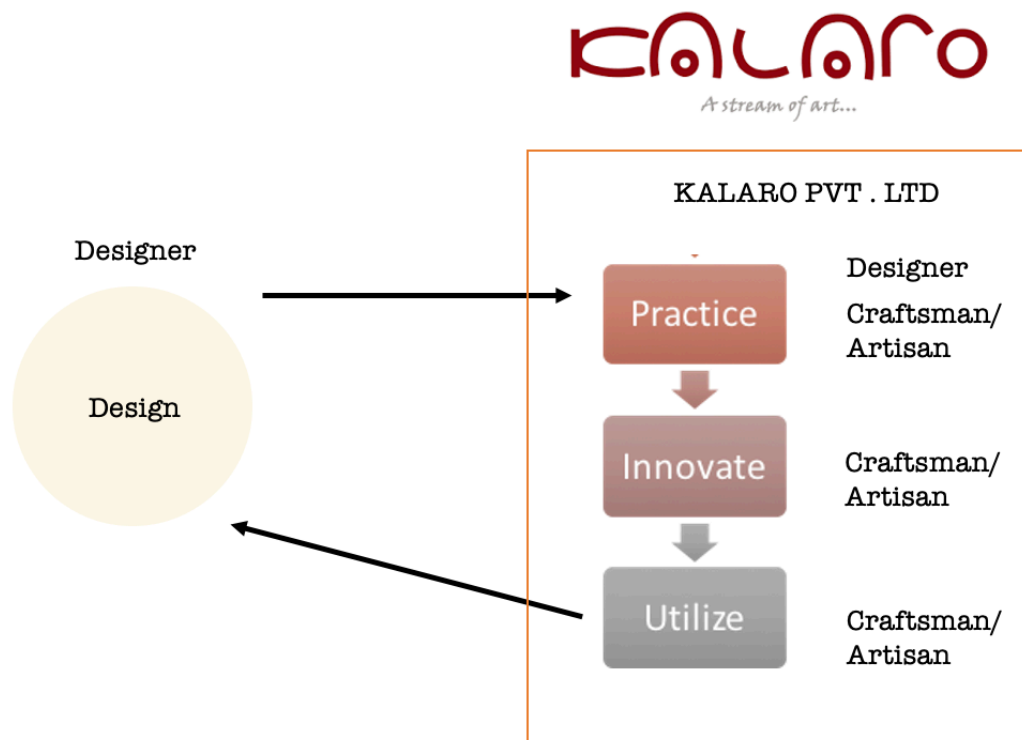 KALARO
A stream of art...
KALARO PVT . LTD
Designer
Design
Practice
Designer
Craftsman/
Artisan
Innovate
Craftsman/
Artisan
Utilize
Craftsman/
Artisan